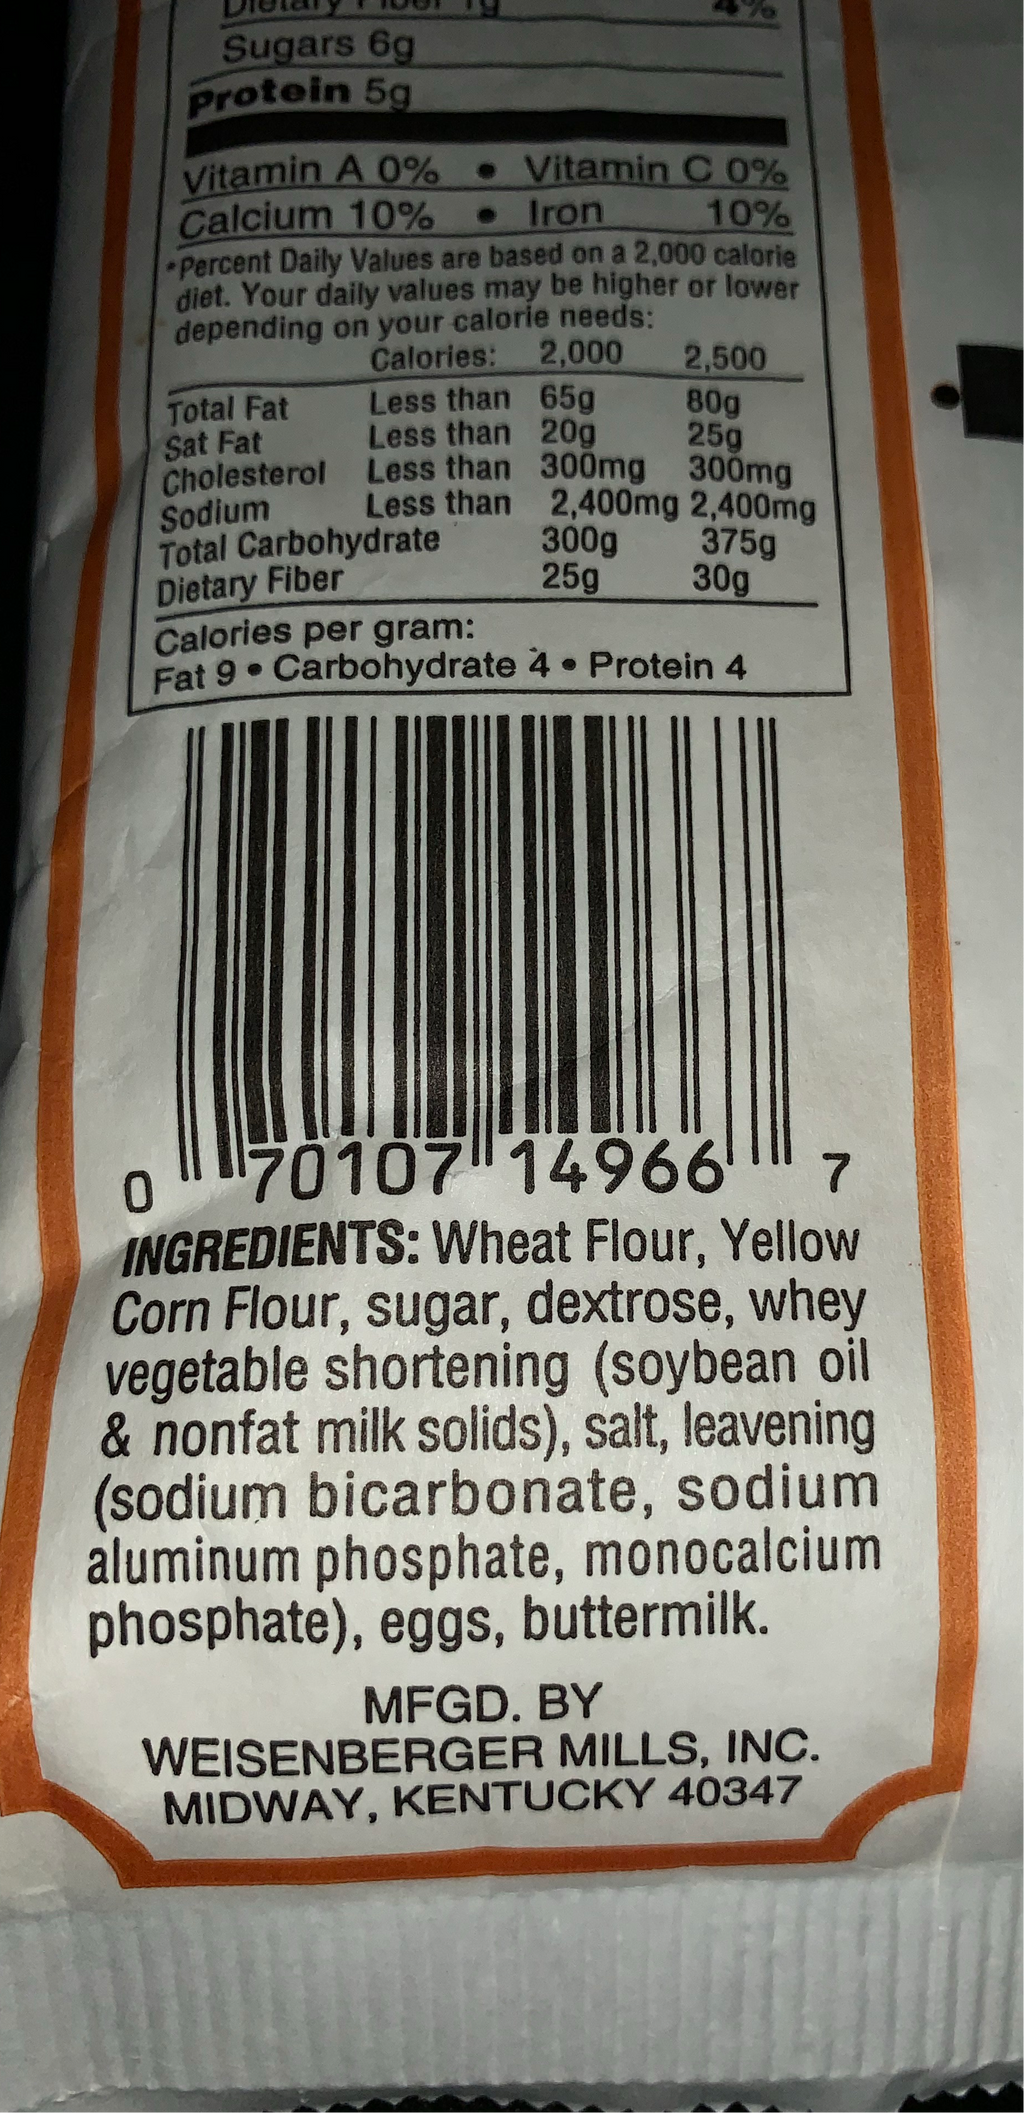 Dietary Fiber 1g 4%
Sugars 6g
Protein 5g
Vitamin A 0% • Vitamin C 0%
Calcium 10% • Iron 10%
*Percent Daily Values are based on a 2,000 calorie
diet. Your daily values may be higher or lower
depending on your calorie needs:
Calories: 2,000 2,500
Total Fat Less than 65g 80g
Sat Fat Less than 20g 25g
Cholesterol Less than 300mg 300mg
Sodium Less than 2,400mg 2,400mg
Total Carbohydrate 300g 375g
Dietary Fiber 25g 30g
Calories per gram:
Fat 9 • Carbohydrate 4 • Protein 4
0 70107 14966 7
INGREDIENTS: Wheat Flour, Yellow
Corn Flour, sugar, dextrose, whey
vegetable shortening (soybean oil
& nonfat milk solids), salt, leavening
(sodium bicarbonate, sodium
aluminum phosphate, monocalcium
phosphate), eggs, buttermilk.
MFGD. BY
WEISENBERGER MILLS, INC.
MIDWAY, KENTUCKY 40347